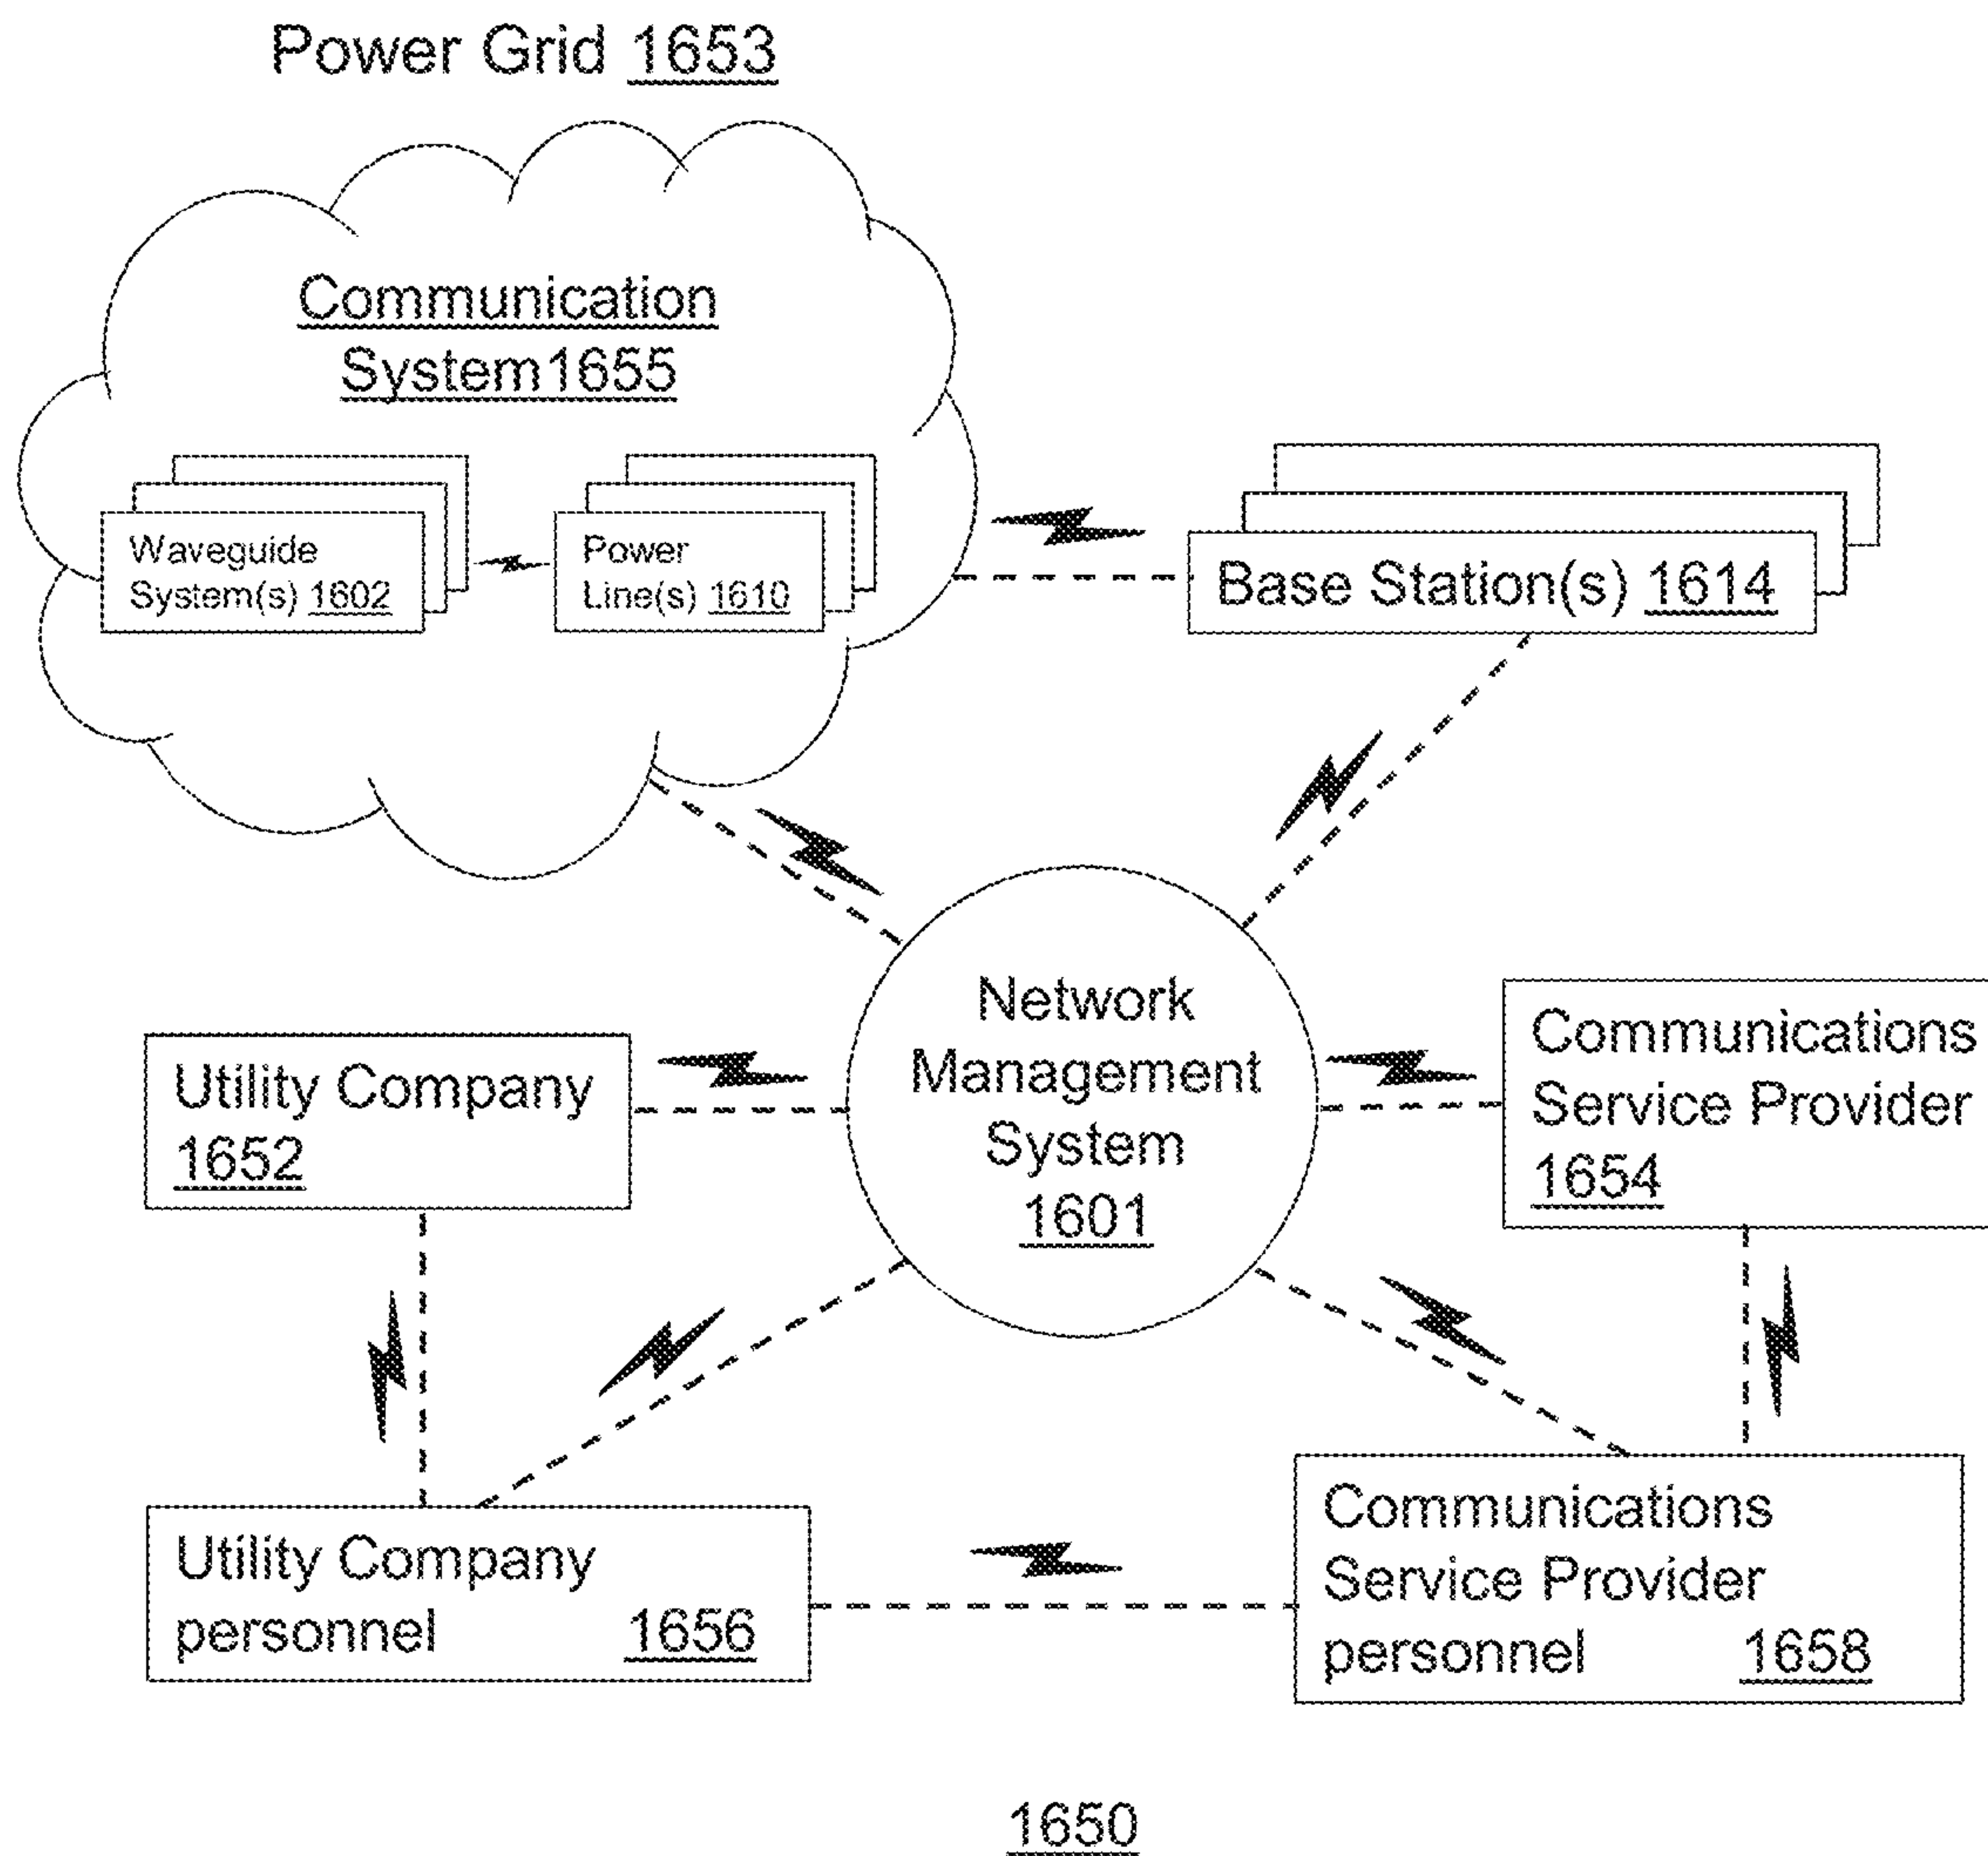 Power Grid 1653
Communication
System1655
Waveguide
System(s) 1602
Power
Line(s) 1610
Base Station(s) 1614
Network
Management
System
1601
Utility Company
1652
Communications
Service Provider
1654
Utility Company
personnel 1656
Communications
Service Provider
personnel 1658
1650